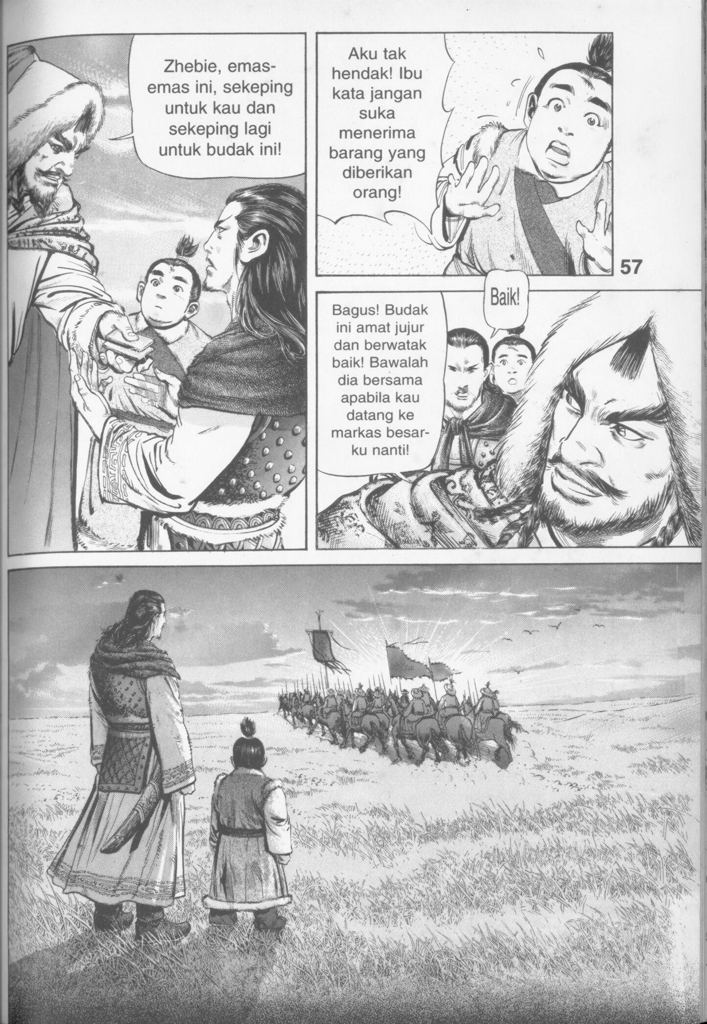 Zhebie, emas-
emas ini, sekeping
untuk kau dan
sekeping lagi
untuk budak ini!
Aku tak
hendak! Ibu
kata jangan
suka
menerima
barang yang
diberikan
orang!
57
Bagus! Budak
ini amat jujur
dan berwatak
baik! Bawalah
dia bersama
apabila kau
datang ke
markas besar-
ku nanti!
Baik!